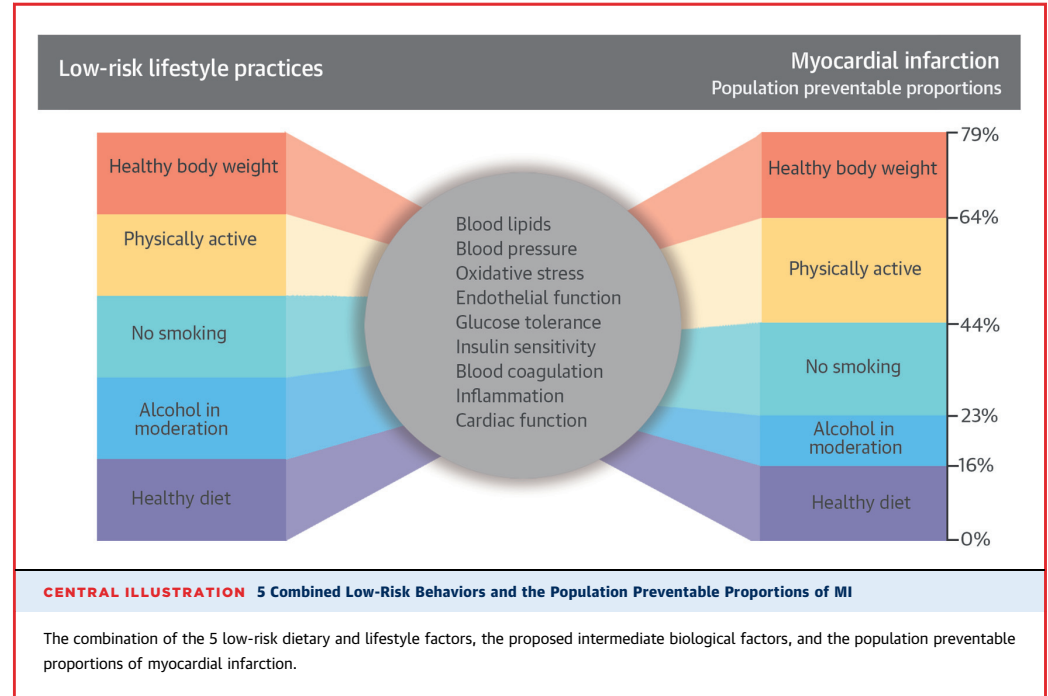 Low-risk lifestyle practices
Myocardial infarction
Population preventable proportions
Healthy body weight
Physically active
No smoking
Alcohol in
moderation
Healthy diet
Blood lipids
Blood pressure
Oxidative stress
Endothelial function
Glucose tolerance
Insulin sensitivity
Blood coagulation
Inflammation
Cardiac function
Healthy body weight
Physically active
No smoking
Alcohol in
moderation
Healthy diet
79%
64%
44%
23%
16%
0%
CENTRAL ILLUSTRATION 5 Combined Low-Risk Behaviors and the Population Preventable Proportions of MI
The combination of the 5 low-risk dietary and lifestyle factors, the proposed intermediate biological factors, and the population preventable
proportions of myocardial infarction.